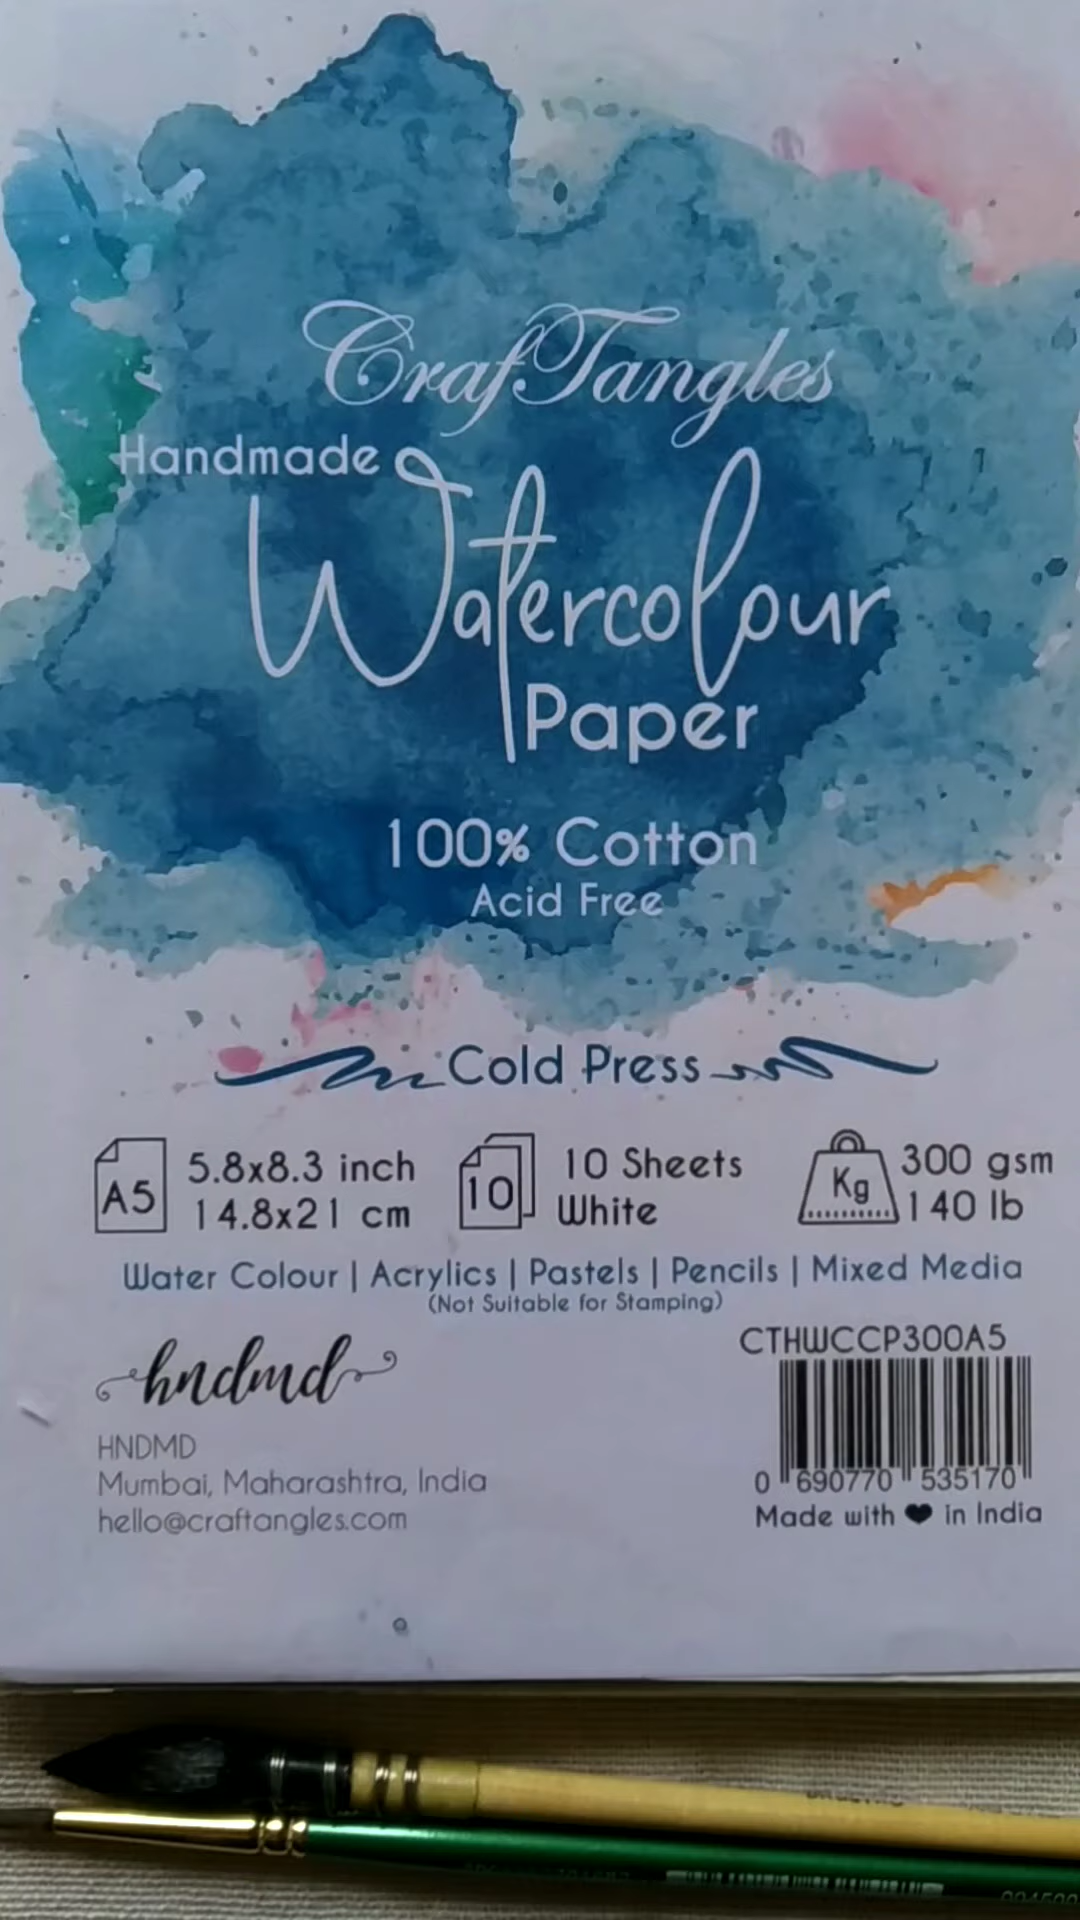 CrafTangles
Handmade
Watercolour
Paper
100% Cotton
Acid Free
Cold Press
A5
5.8x8.3 inch
14.8x21 cm
10
10 Sheets
White
Kg
300 gsm
140 lb
Water Colour | Acrylics | Pastels | Pencils | Mixed Media
(Not Suitable for Stamping)
hndmd
HNDMD
Mumbai, Maharashtra, India
hello@craftangles.com
CTHWCCP300A5
0 690770 535170
Made with ❤ in India